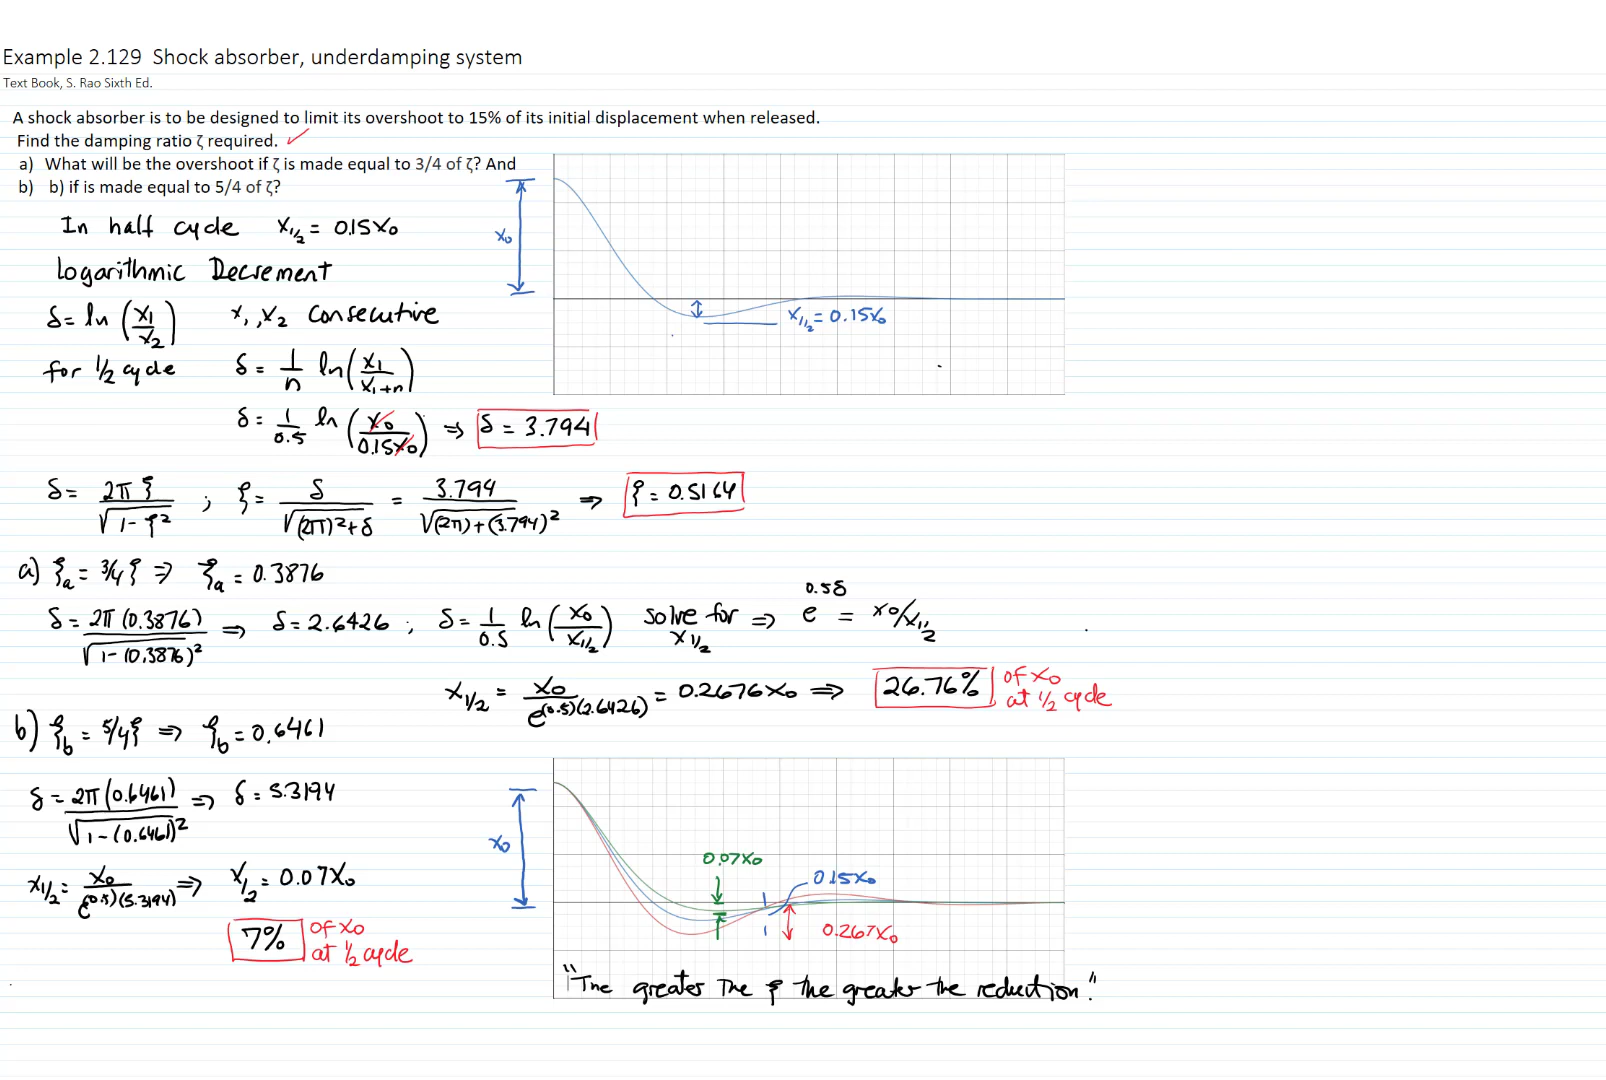 Example 2.129 Shock absorber, underdamping system
Text Book, S. Rao Sixth Ed.
A shock absorber is to be designed to limit its overshoot to 15% of its initial displacement when released.
Find the damping ratio ζ required. ✓
a) What will be the overshoot if ζ is made equal to 3/4 of ζ? And
b) b) if is made equal to 5/4 of ζ?
In half cycle x₁/₂ = 0.15x₀
x₀
Logarithmic Decrement
δ = ln (x₁/x₂) x₁, x₂ consecutive
x₁/₂ = 0.15x₀
for 1/2 cycle δ = 1/n ln(x₁/x₁+n)
δ = 1/0.5 ln (x₀/0.15x₀) ⇒ δ = 3.794
δ = 2π ξ/√1-ξ² ; ξ = δ/√(2π)²+δ = 3.794/√(2π)+(3.794)² ⇒ ξ = 0.5164
a) ξa = 3/4 ξ ⇒ ξa = 0.3876
δ = 2π(0.3876)/√1-(0.3876)² ⇒ δ = 2.6426 ; δ = 1/0.5 ln (x₀/x₁/₂) solve for x₁/₂ ⇒ e^0.5δ = x₀/x₁/₂
x₁/₂ = x₀/e^(0.5)(2.6426) = 0.2676x₀ ⇒ 26.76% of x₀ at 1/2 cycle
b) ξb = 5/4 ξ ⇒ ξb = 0.6461
δ = 2π(0.6461)/√1-(0.6461)² ⇒ δ = 5.3194
x₀
0.07x₀
0.15x₀
x₁/₂ = x₀/e^(0.5)(5.3194) ⇒ x₁/₂ = 0.07x₀
7% of x₀ at 1/2 cycle
0.267x₀
"The greater The ξ the greater the reduction."